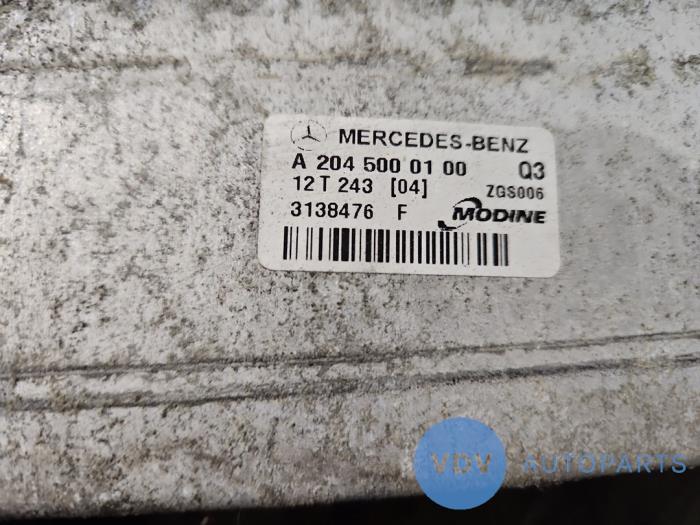 MERCEDES-BENZ
A 204 500 01 00 Q3
12 T 243 [04] ZGS006
3138476 F MODINE
VDV AUTOPARTS